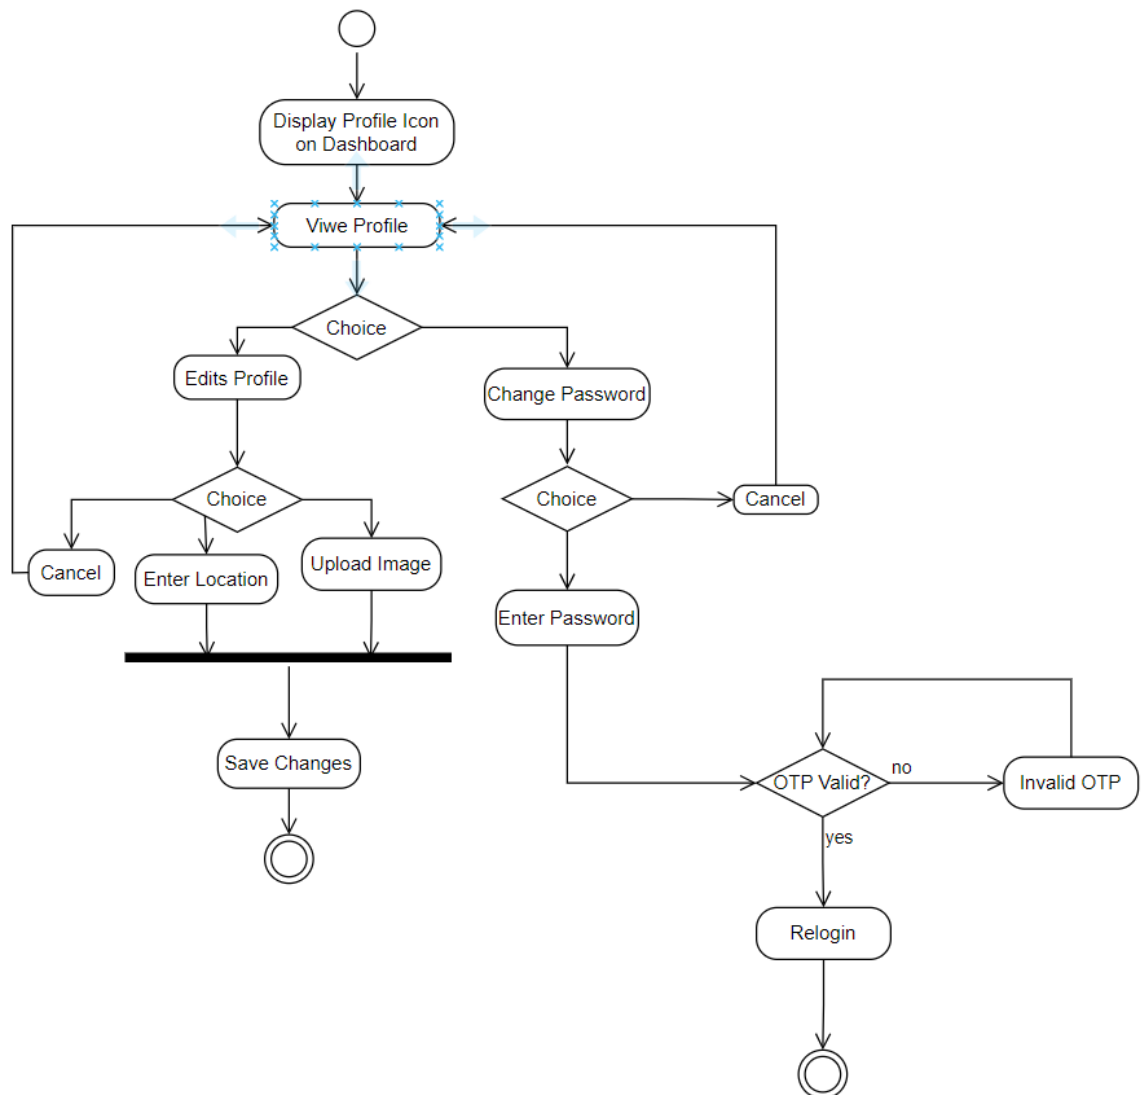 Display Profile Icon
on Dashboard
Viwe Profile
Choice
Edits Profile
Change Password
Choice
Choice
Cancel
Cancel
Enter Location
Upload Image
Enter Password
Save Changes
OTP Valid?
no
Invalid OTP
yes
Relogin